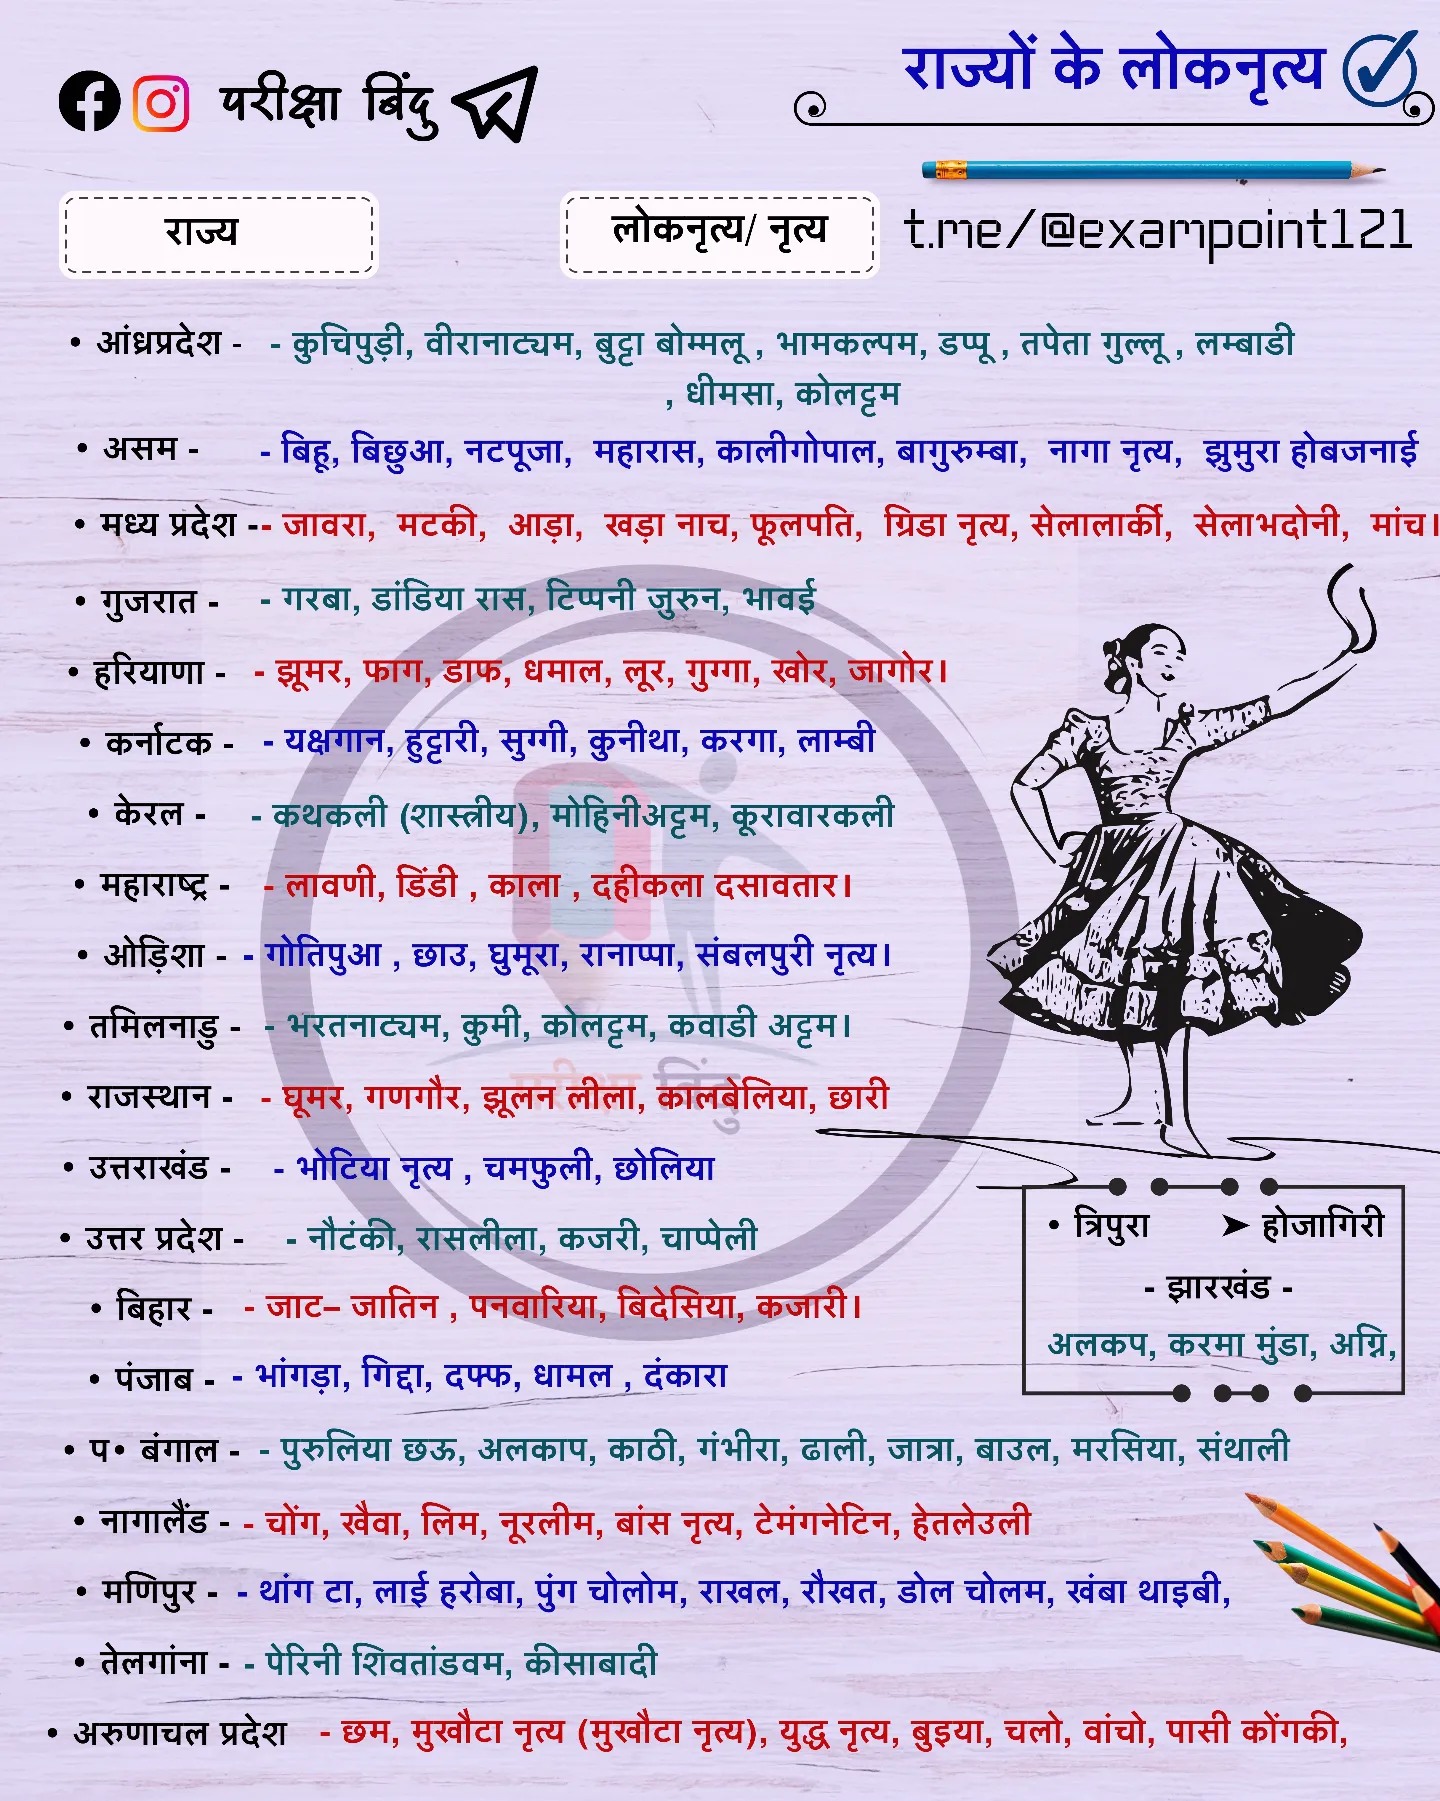 परीक्षा बिंदु
राज्यों के लोकनृत्य
राज्य
लोकनृत्य/ नृत्य
t.me/@exampoint121
• आंध्रप्रदेश - - कुचिपुड़ी, वीरानाट्यम, बुट्टा बोम्मलू , भामकल्पम, डप्पू , तपेता गुल्लू , लम्बाडी
, धीमसा, कोलट्टम
• असम - - बिहू, बिछुआ, नटपूजा, महारास, कालीगोपाल, बागुरुम्बा, नागा नृत्य, झुमुरा होबजनाई
• मध्य प्रदेश -- जावरा, मटकी, आड़ा, खड़ा नाच, फूलपति, ग्रिडा नृत्य, सेलालार्की, सेलाभदोनी, मांच।
• गुजरात - - गरबा, डांडिया रास, टिप्पनी जुरुन, भावई
• हरियाणा - - झूमर, फाग, डाफ, धमाल, लूर, गुग्गा, खोर, जागोर।
• कर्नाटक - - यक्षगान, हुट्टारी, सुग्गी, कुनीथा, करगा, लाम्बी
• केरल - - कथकली (शास्त्रीय), मोहिनीअट्टम, कूरावारकली
• महाराष्ट्र - - लावणी, डिंडी , काला , दहीकला दसावतार।
• ओड़िशा - - गोतिपुआ , छाउ, घुमूरा, रानाप्पा, संबलपुरी नृत्य।
• तमिलनाडु - - भरतनाट्यम, कुमी, कोलट्टम, कवाडी अट्टम।
परीक्षा बिंदु
• राजस्थान - - घूमर, गणगौर, झूलन लीला, कालबेलिया, छारी
• उत्तराखंड - - भोटिया नृत्य , चमफुली, छोलिया
• उत्तर प्रदेश - - नौटंकी, रासलीला, कजरी, चाप्पेली
• त्रिपुरा ➤ होजागिरी
- झारखंड -
अलकप, करमा मुंडा, अग्नि,
• बिहार - - जाट– जातिन , पनवारिया, बिदेसिया, कजारी।
• पंजाब - - भांगड़ा, गिद्दा, दफ्फ, धामल , दंकारा
• प• बंगाल - - पुरुलिया छऊ, अलकाप, काठी, गंभीरा, ढाली, जात्रा, बाउल, मरसिया, संथाली
• नागालैंड - - चोंग, खैवा, लिम, नूरलीम, बांस नृत्य, टेमंगनेटिन, हेतलेउली
• मणिपुर - - थांग टा, लाई हरोबा, पुंग चोलोम, राखल, रौखत, डोल चोलम, खंबा थाइबी,
• तेलगांना - - पेरिनी शिवतांडवम, कीसाबादी
• अरुणाचल प्रदेश - छम, मुखौटा नृत्य (मुखौटा नृत्य), युद्ध नृत्य, बुइया, चलो, वांचो, पासी कोंगकी,